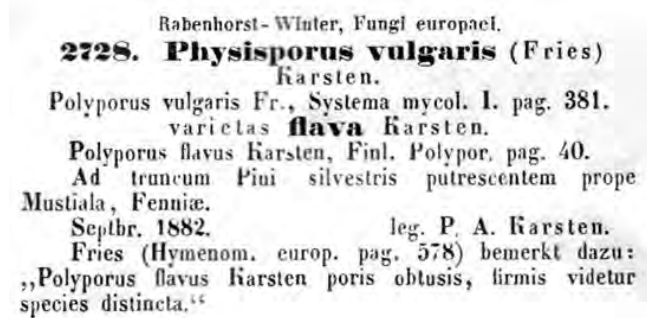 Rabenhorst-Winter, Fungi europaei.
2728. Physisporus vulgaris (Fries)
Karsten.
Polyporus vulgaris Fr., Systema mycol. I. pag. 381.
varietas flava Karsten.
Polyporus flavus Karsten, Finl. Polypor. pag. 40.
Ad truncum Pini silvestris putrescentem prope
Mustiala, Fenniæ.
Septbr. 1882. leg. P. A. Karsten.
Fries (Hymenom. europ. pag. 578) bemerkt dazu:
„Polyporus flavus Karsten poris obtusis, firmis videtur
species distincta.“